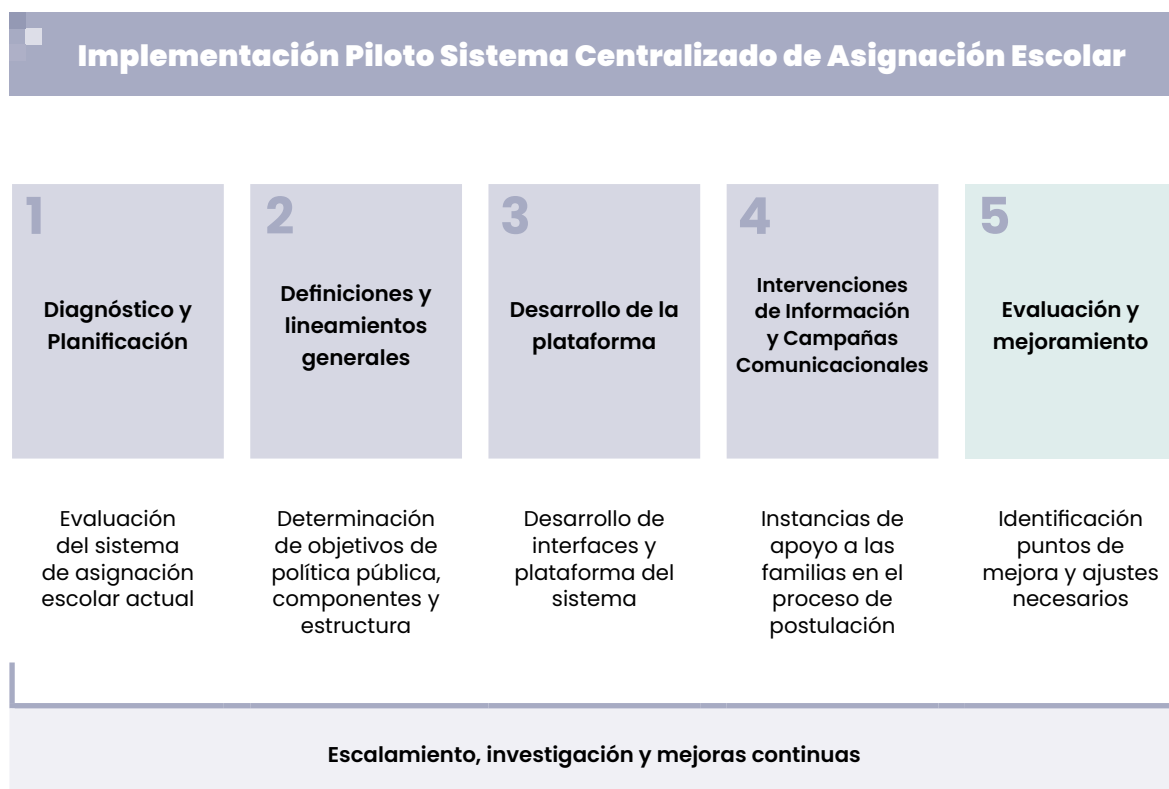 Implementación Piloto Sistema Centralizado de Asignación Escolar
1
Diagnóstico y
Planificación
Evaluación
del sistema
de asignación
escolar actual
2
Definiciones y
lineamientos
generales
Determinación
de objetivos de
política pública,
componentes y
estructura
3
Desarrollo de la
plataforma
Desarrollo de
interfaces y
plataforma del
sistema
4
Intervenciones
de Información
y Campañas
Comunicacionales
Instancias de
apoyo a las
familias en el
proceso de
postulación
5
Evaluación y
mejoramiento
Identificación
puntos de
mejora y ajustes
necesarios
Escalamiento, investigación y mejoras continuas